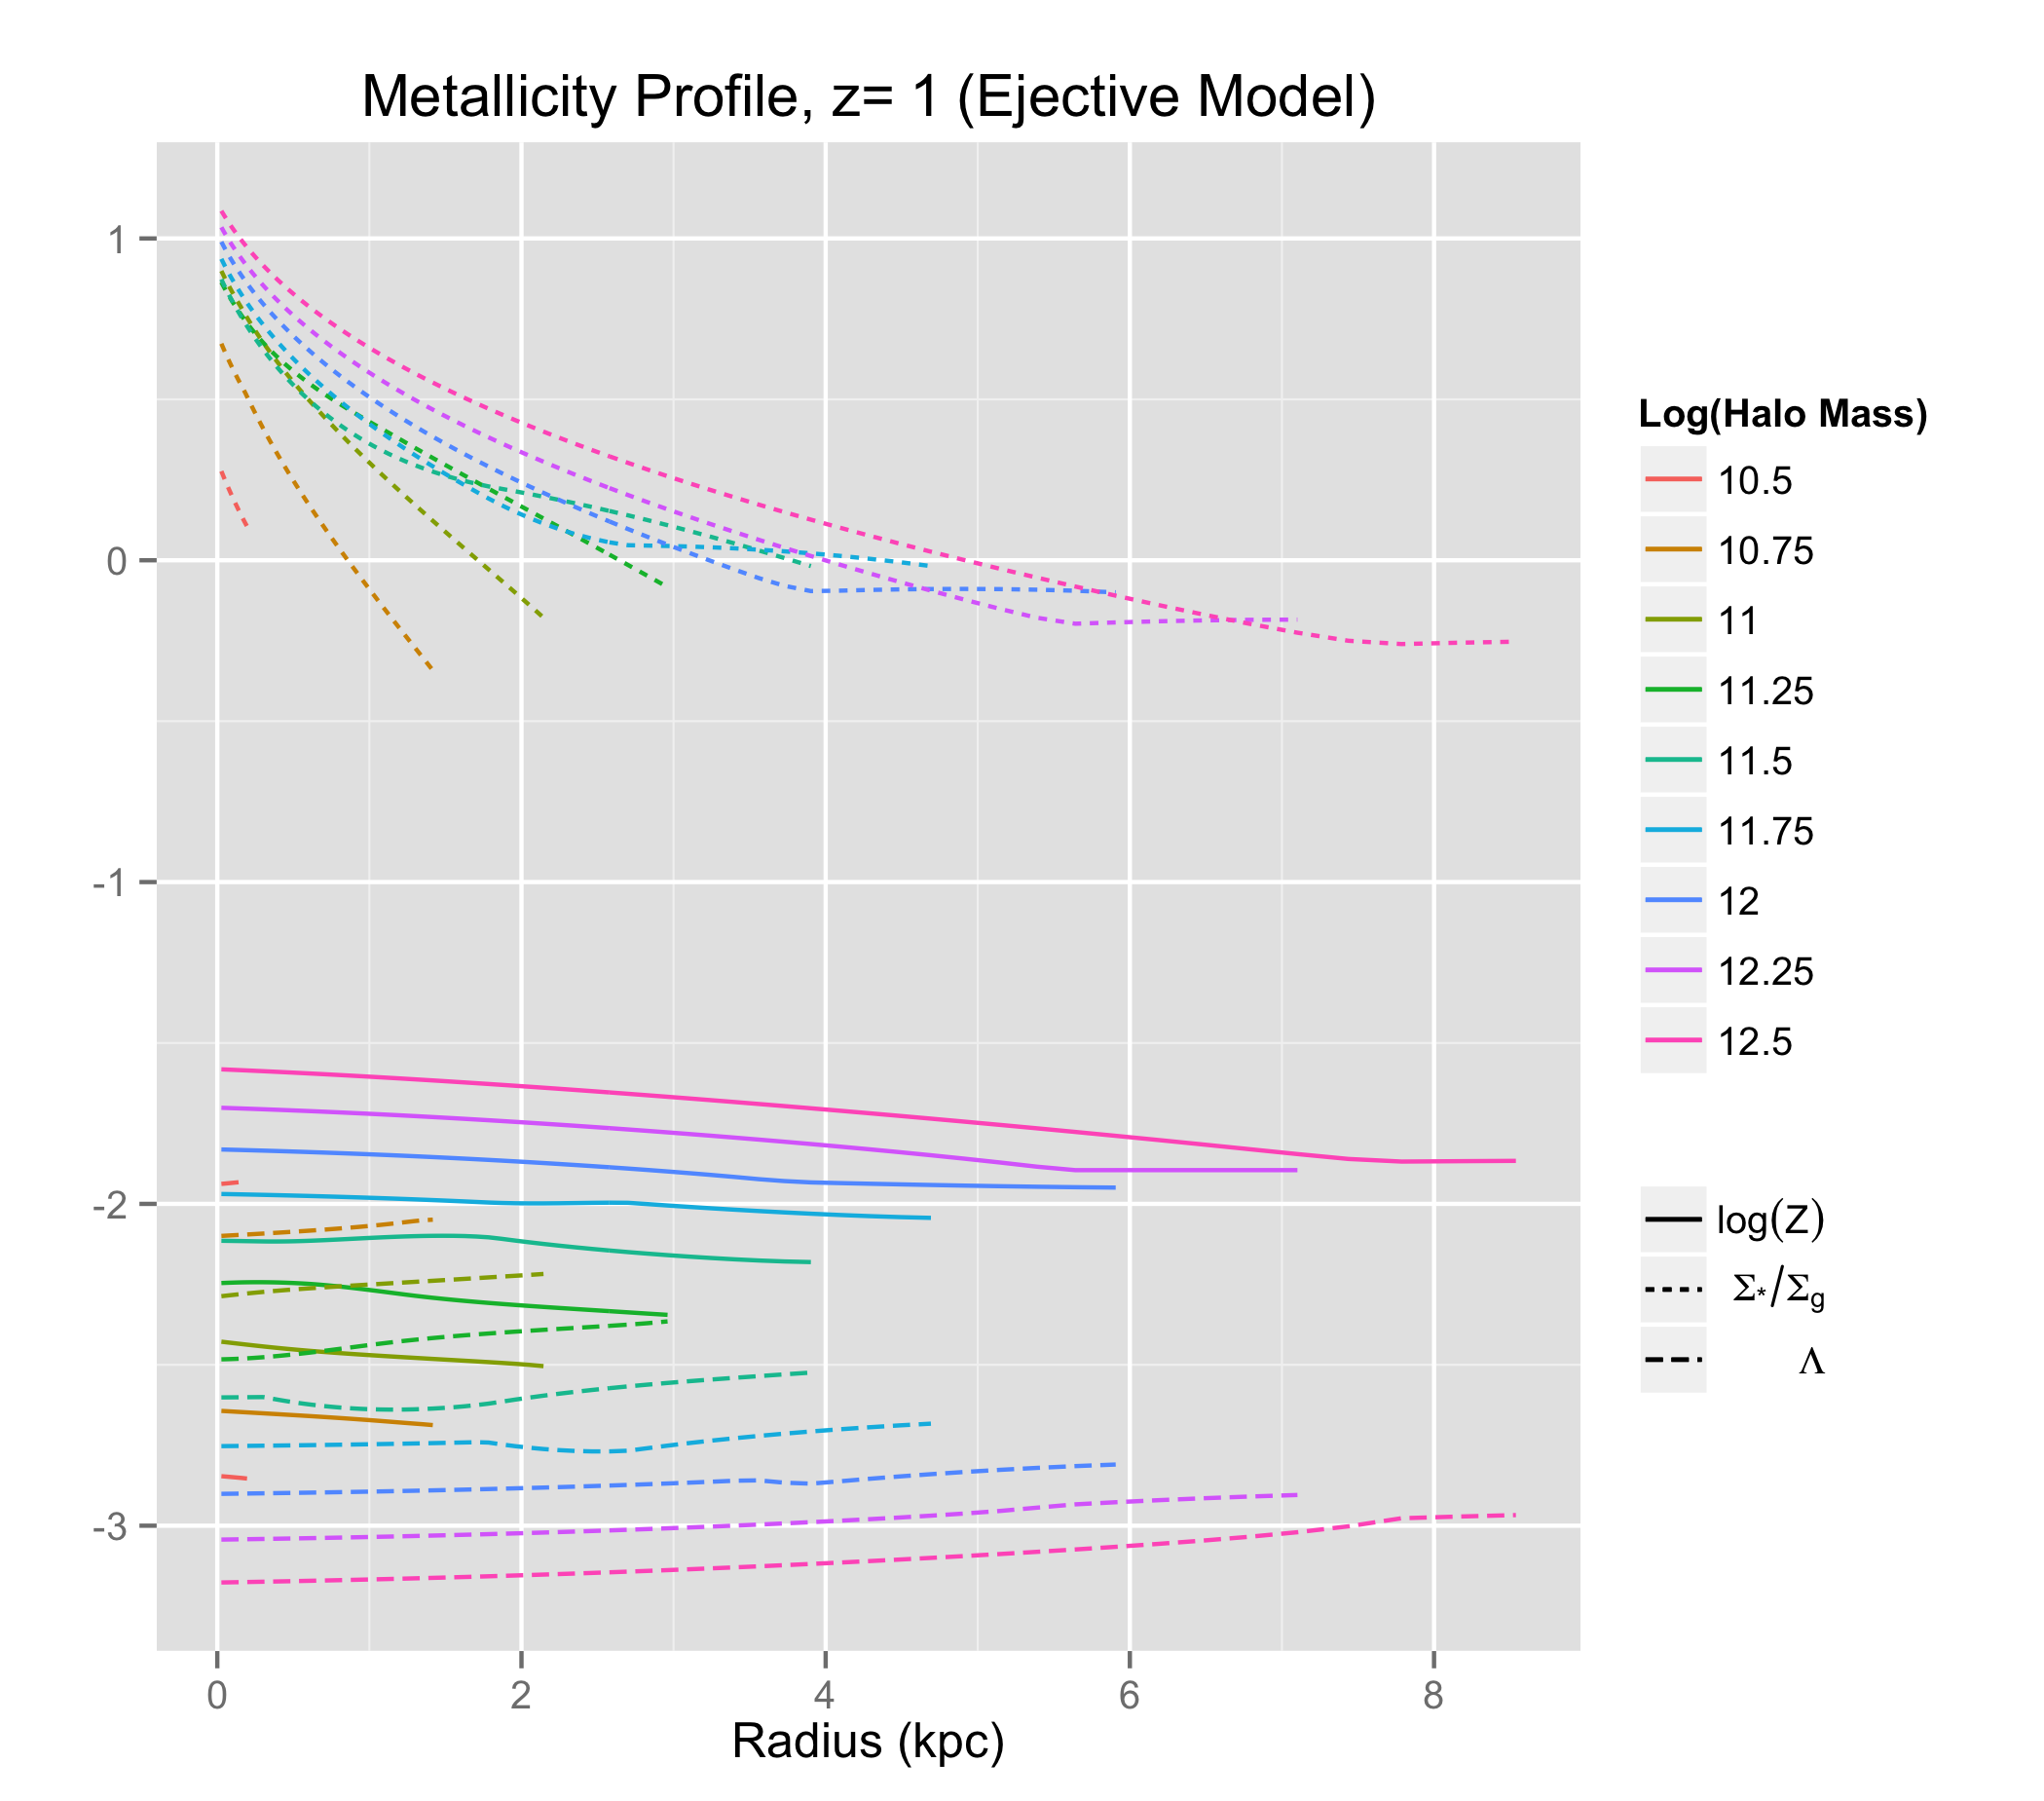 Metallicity Profile, z= 1 (Ejective Model)
1
0
-1
-2
-3
0 2 4 6 8
Radius (kpc)
Log(Halo Mass)
10.5
10.75
11
11.25
11.5
11.75
12
12.25
12.5
log(Z)
Σ*/Σg
Λ